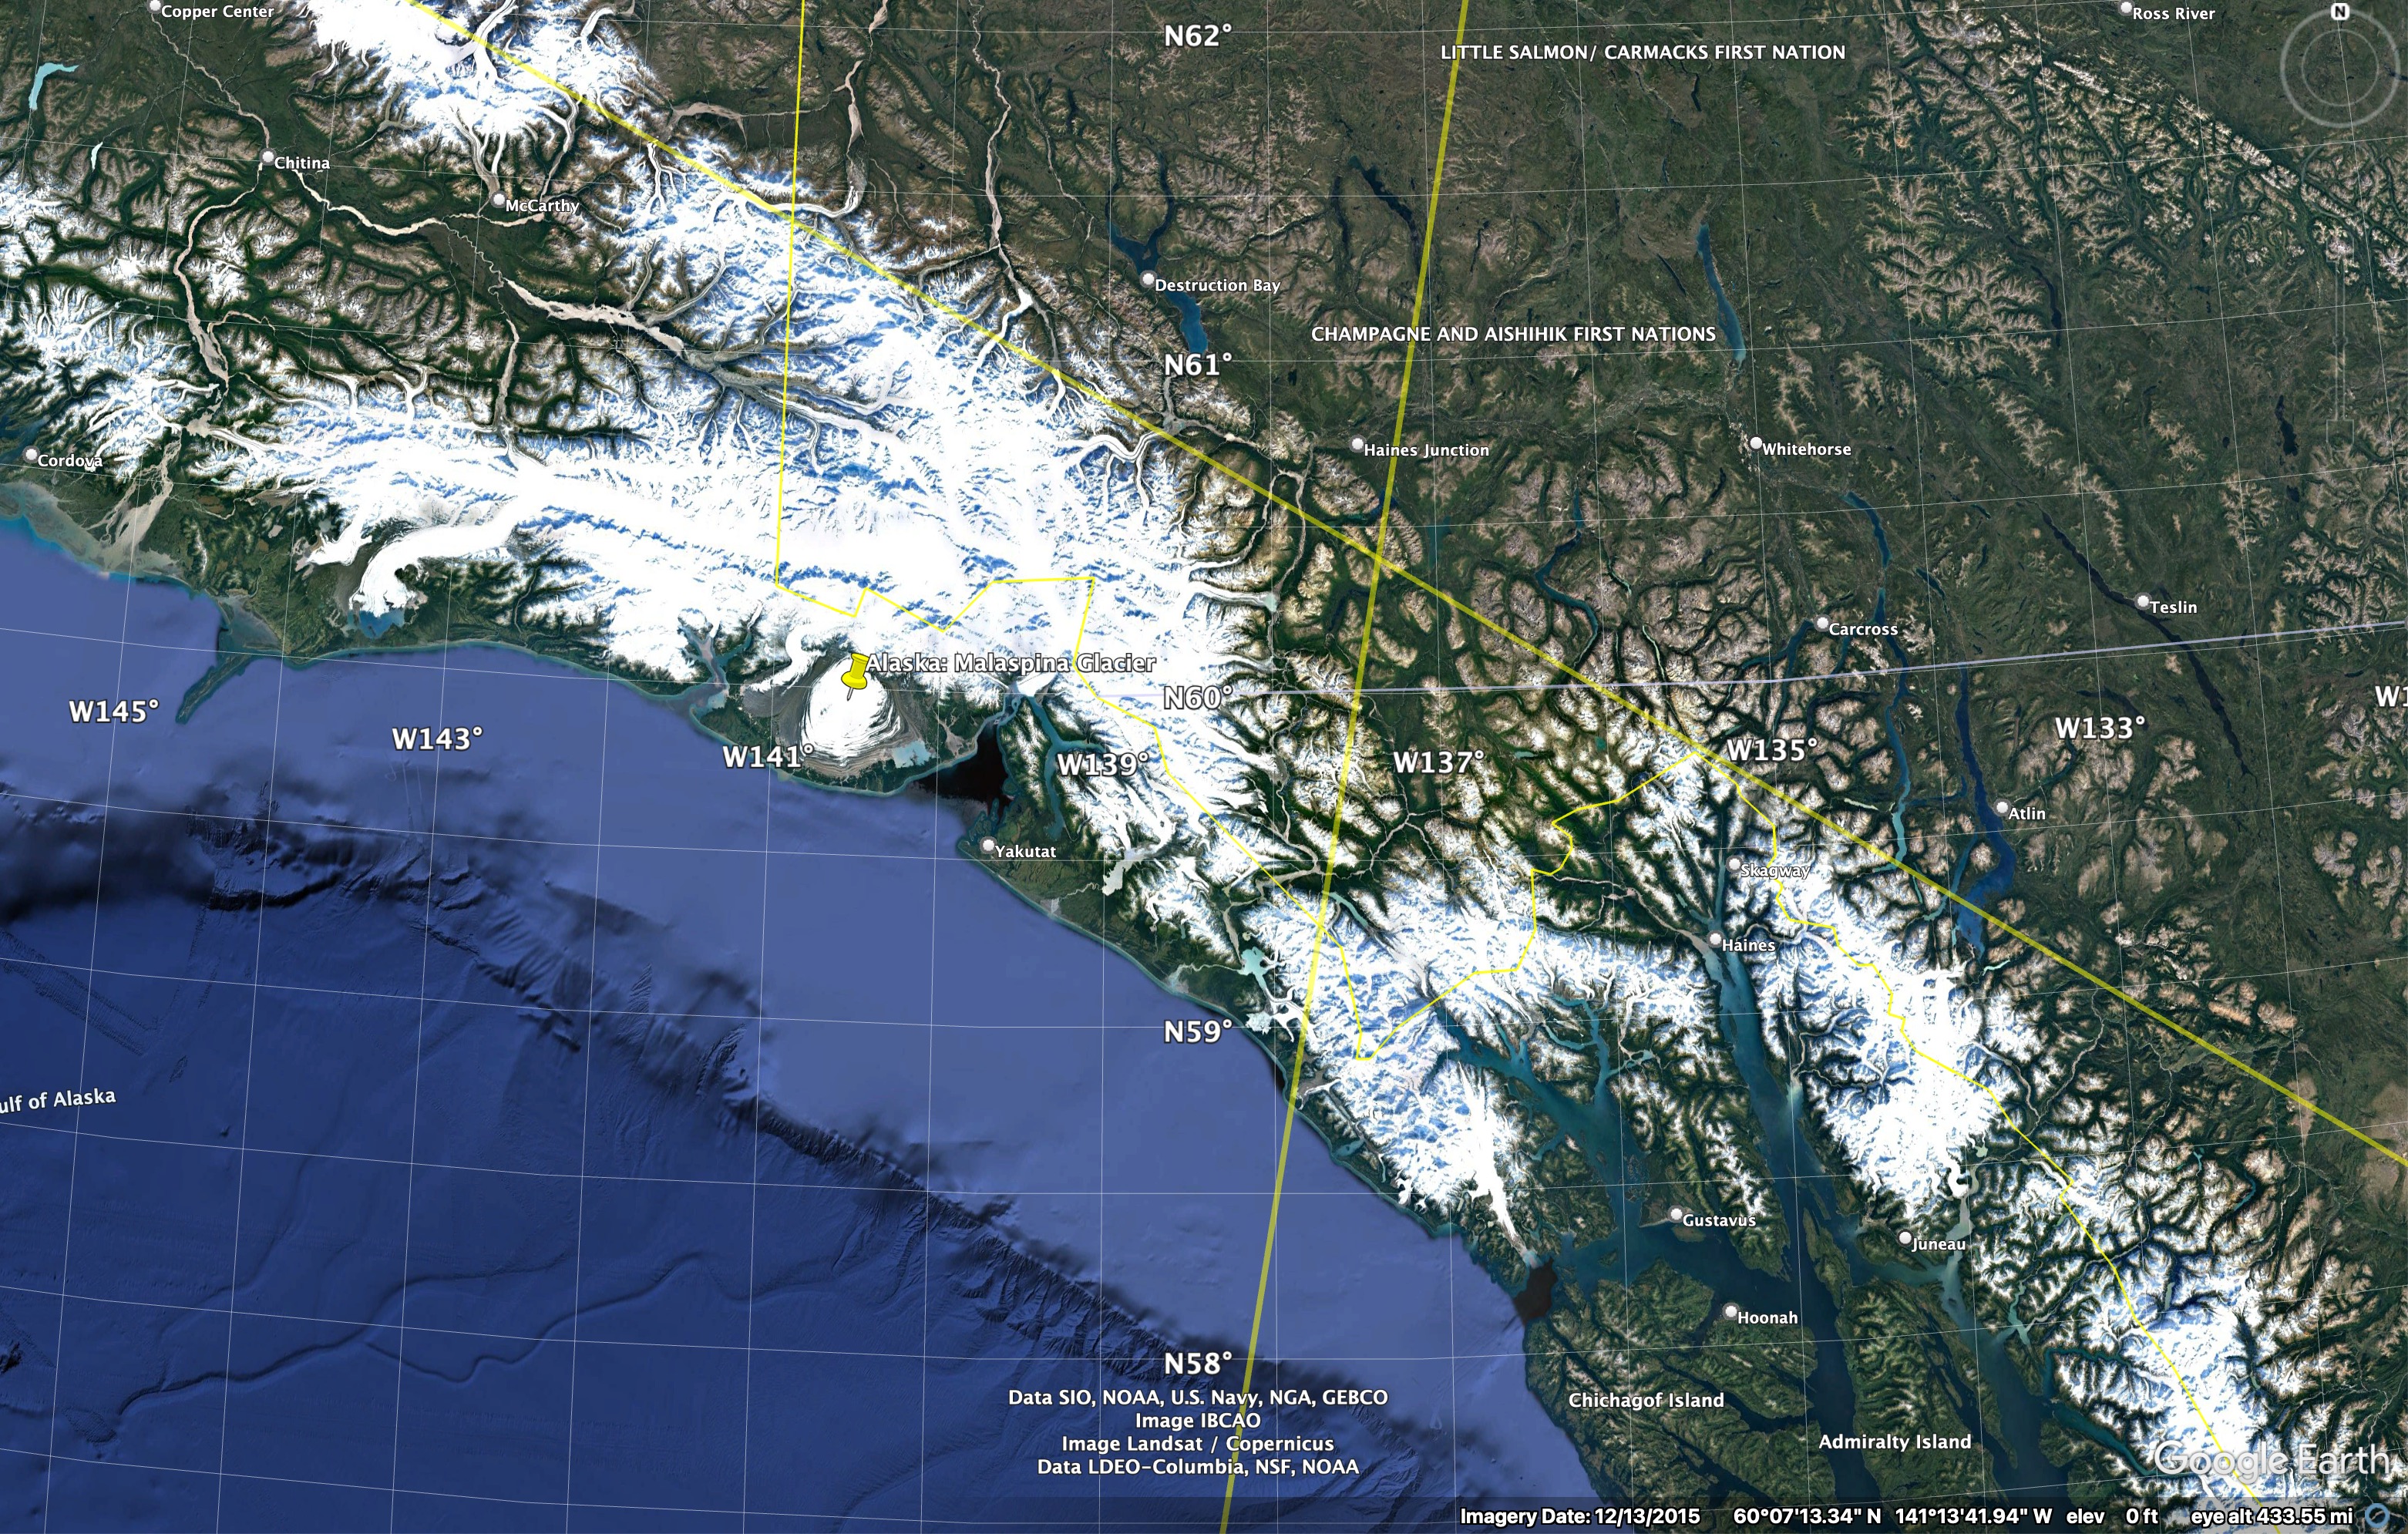 Copper Center
Ross River
N
N62°
LITTLE SALMON/ CARMACKS FIRST NATION
Chitina
McCarthy
Destruction Bay
CHAMPAGNE AND AISHIHIK FIRST NATIONS
N61°
Haines Junction
Whitehorse
Cordova
Teslin
Carcross
Alaska: Malaspina Glacier
N60°
W145°
W143°
W141°
W139°
W137°
W135°
W133°
Atlin
Yakutat
Skagway
Haines
N59°
ulf of Alaska
Gustavus
Juneau
Hoonah
N58°
Chichagof Island
Admiralty Island
Data SIO, NOAA, U.S. Navy, NGA, GEBCO
Image IBCAO
Image Landsat / Copernicus
Data LDEO-Columbia, NSF, NOAA
Google Earth
Imagery Date: 12/13/2015 60°07'13.34" N 141°13'41.94" W elev 0 ft eye alt 433.55 mi